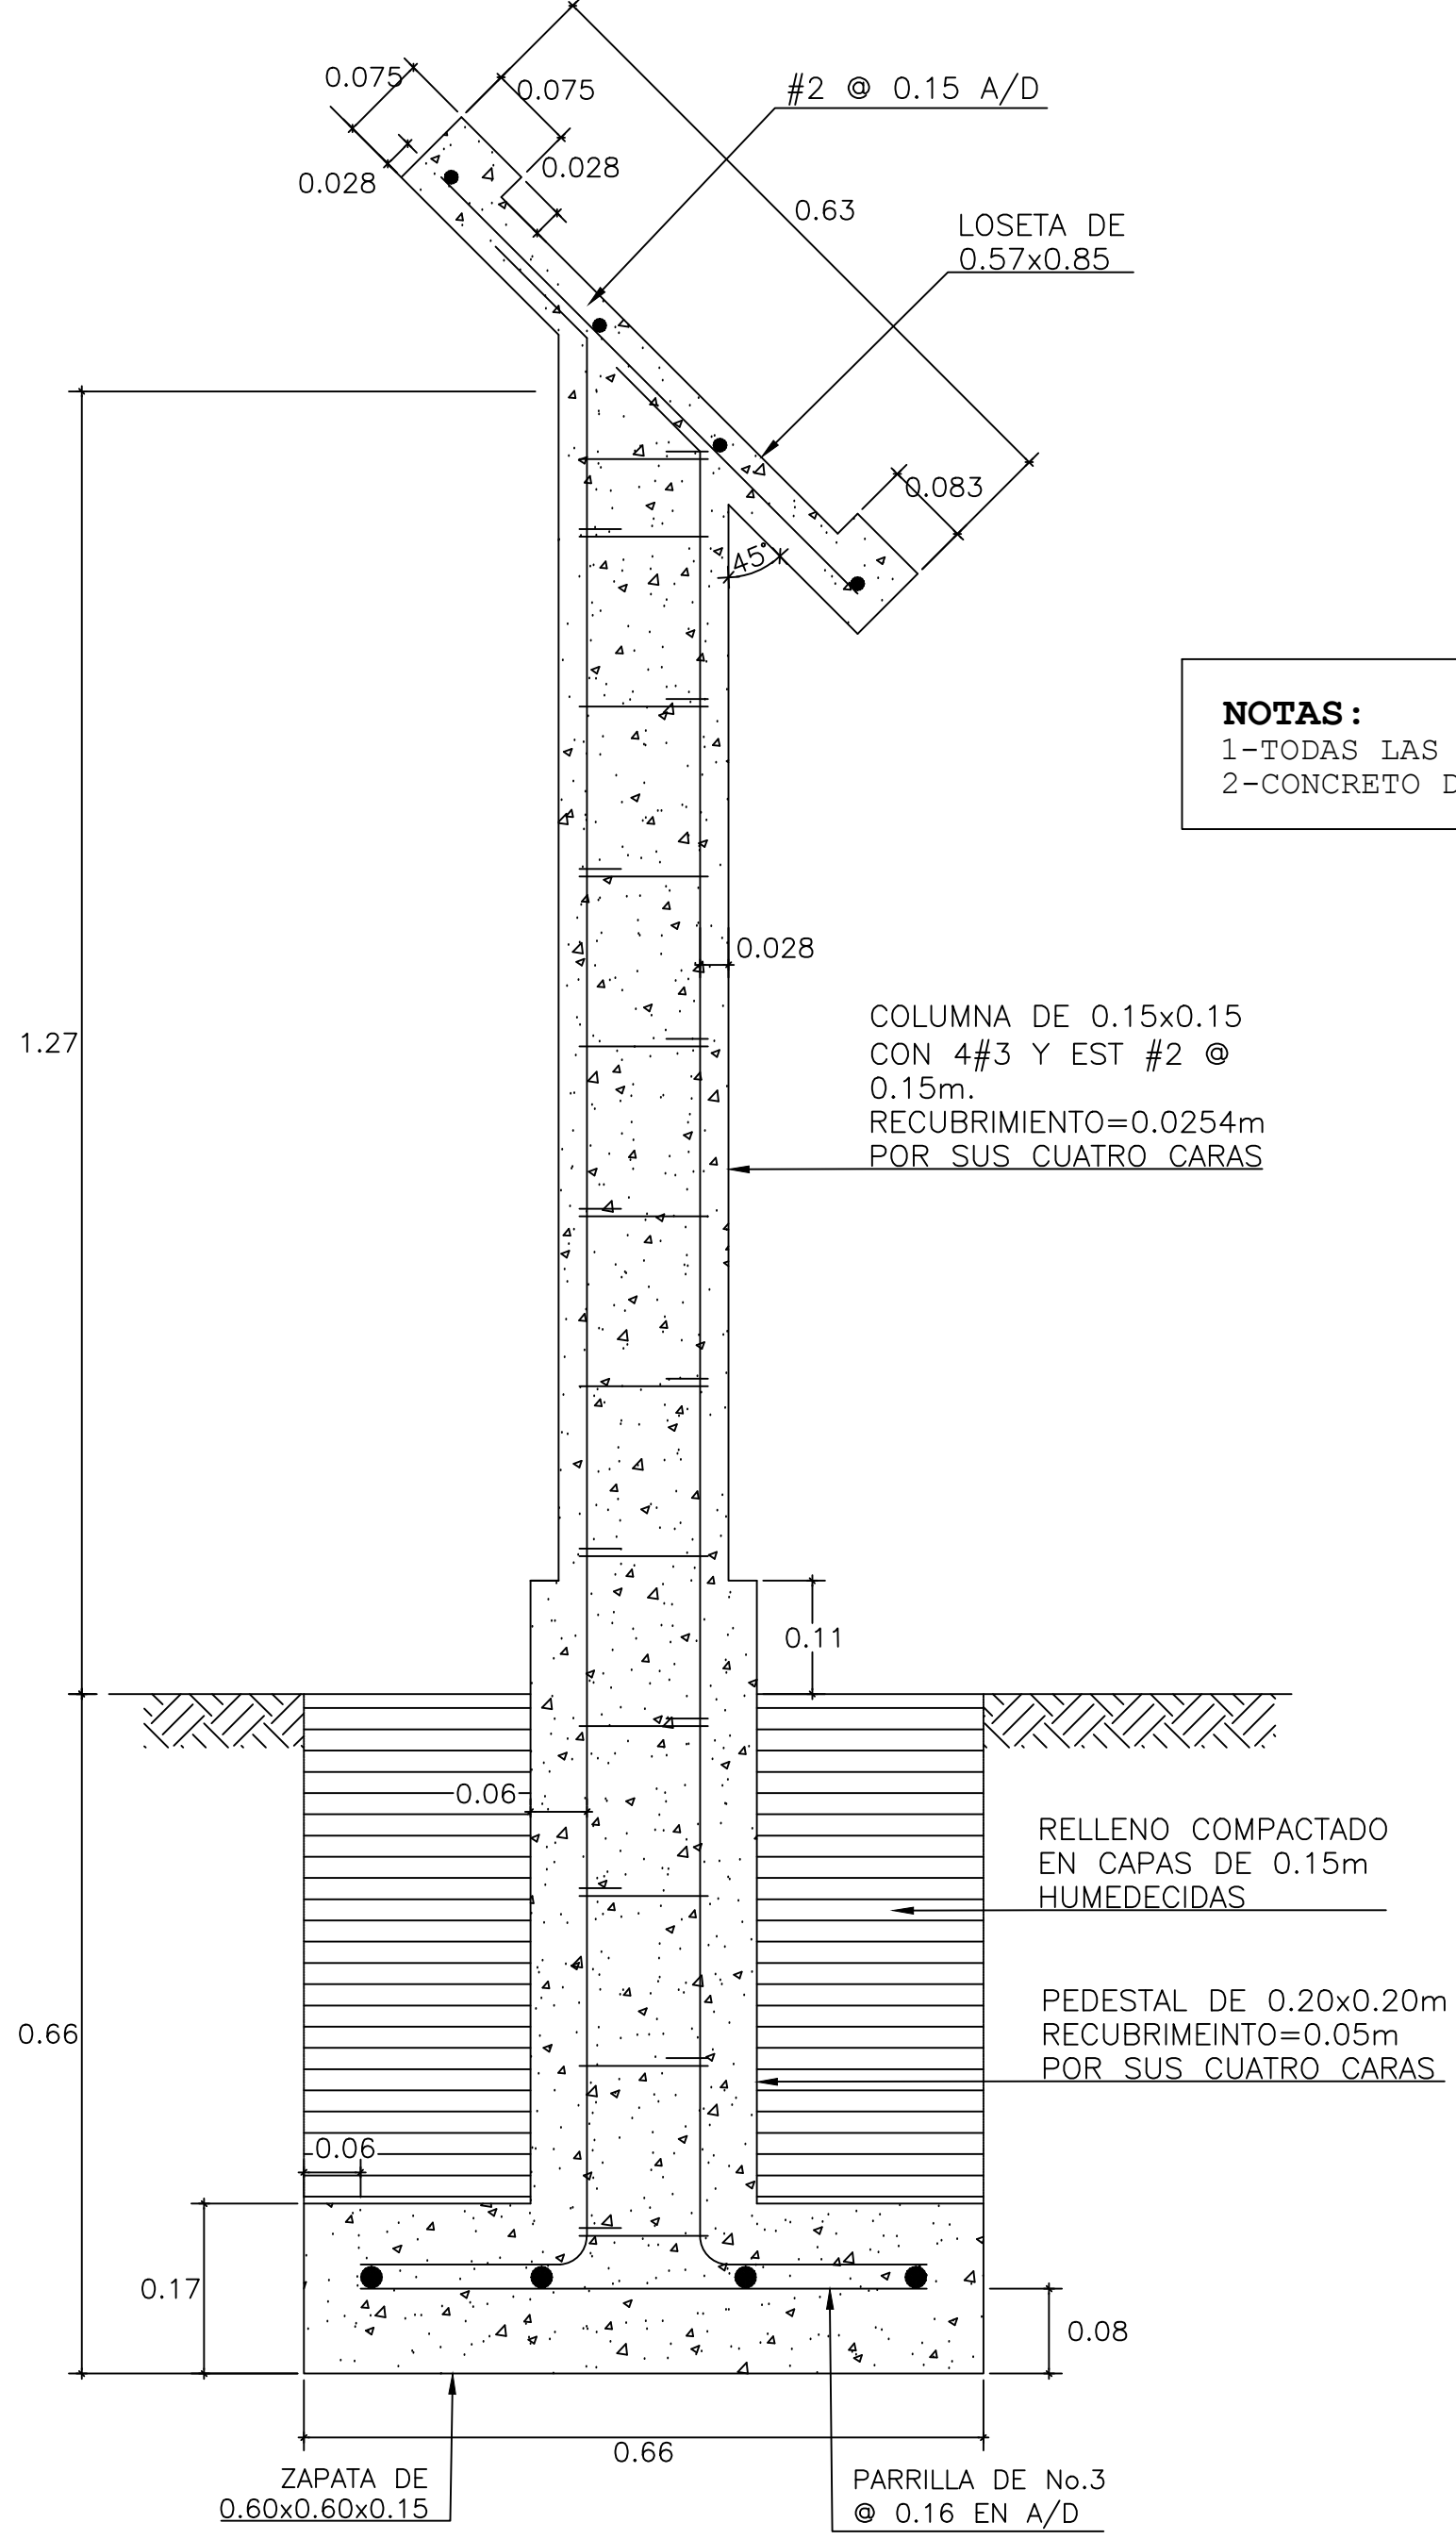 0.075
0.075
#2 @ 0.15 A/D
0.028
0.028
0.63
LOSETA DE
0.57x0.85
0.083
45°
NOTAS:
1-TODAS LAS
2-CONCRETO D
0.028
1.27
COLUMNA DE 0.15x0.15
CON 4#3 Y EST #2 @
0.15m.
RECUBRIMIENTO=0.0254m
POR SUS CUATRO CARAS
0.11
0.06
RELLENO COMPACTADO
EN CAPAS DE 0.15m
HUMEDECIDAS
0.66
PEDESTAL DE 0.20x0.20m
RECUBRIMEINTO=0.05m
POR SUS CUATRO CARAS
0.06
0.17
0.08
0.66
ZAPATA DE
0.60x0.60x0.15
PARRILLA DE No.3
@ 0.16 EN A/D